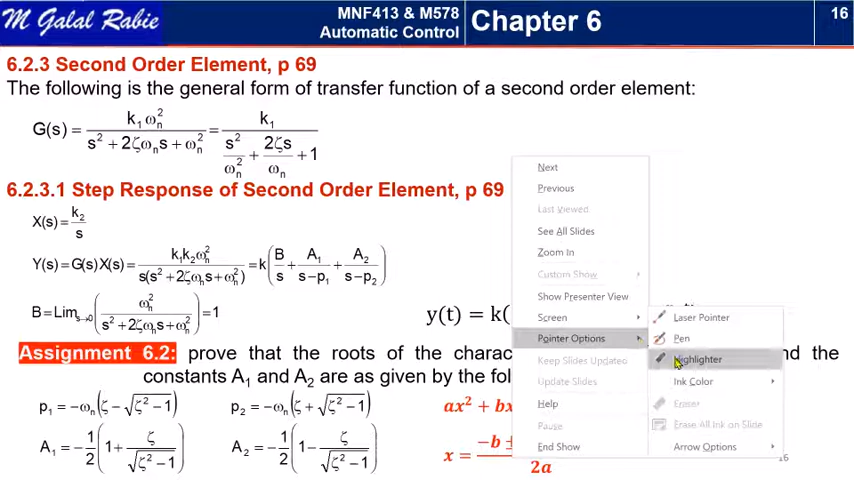 M Galal Rabie
MNF413 & M578
Automatic Control
Chapter 6
16
6.2.3 Second Order Element, p 69
The following is the general form of transfer function of a second order element:
G(s) = k₁ωₙ² / (s² + 2ζωₙs + ωₙ²) = k₁ / (s²/ωₙ² + 2ζs/ωₙ + 1)
6.2.3.1 Step Response of Second Order Element, p 69
X(s) = k₂/s
Y(s) = G(s)X(s) = k₁k₂ωₙ² / (s(s² + 2ζωₙs + ωₙ²)) = k(B/s + A₁/(s−p₁) + A₂/(s−p₂))
B = Lim s→0 (ωₙ² / (s² + 2ζωₙs + ωₙ²)) = 1
y(t) = k(
Assignment 6.2: prove that the roots of the charac
nd the
constants A₁ and A₂ are as given by the fol
p₁ = −ωₙ(ζ − √(ζ² − 1))
p₂ = −ωₙ(ζ + √(ζ² − 1))
ax² + bx
A₁ = −1/2(1 + ζ/√(ζ² − 1))
A₂ = −1/2(1 − ζ/√(ζ² − 1))
x = −b ± / 2a
16
Next
Previous
Last Viewed
See All Slides
Zoom In
Custom Show
Show Presenter View
Screen
Pointer Options
Keep Slides Updated
Update Slides
Help
Pause
End Show
Laser Pointer
Pen
Highlighter
Ink Color
Eraser
Erase All Ink on Slide
Arrow Options